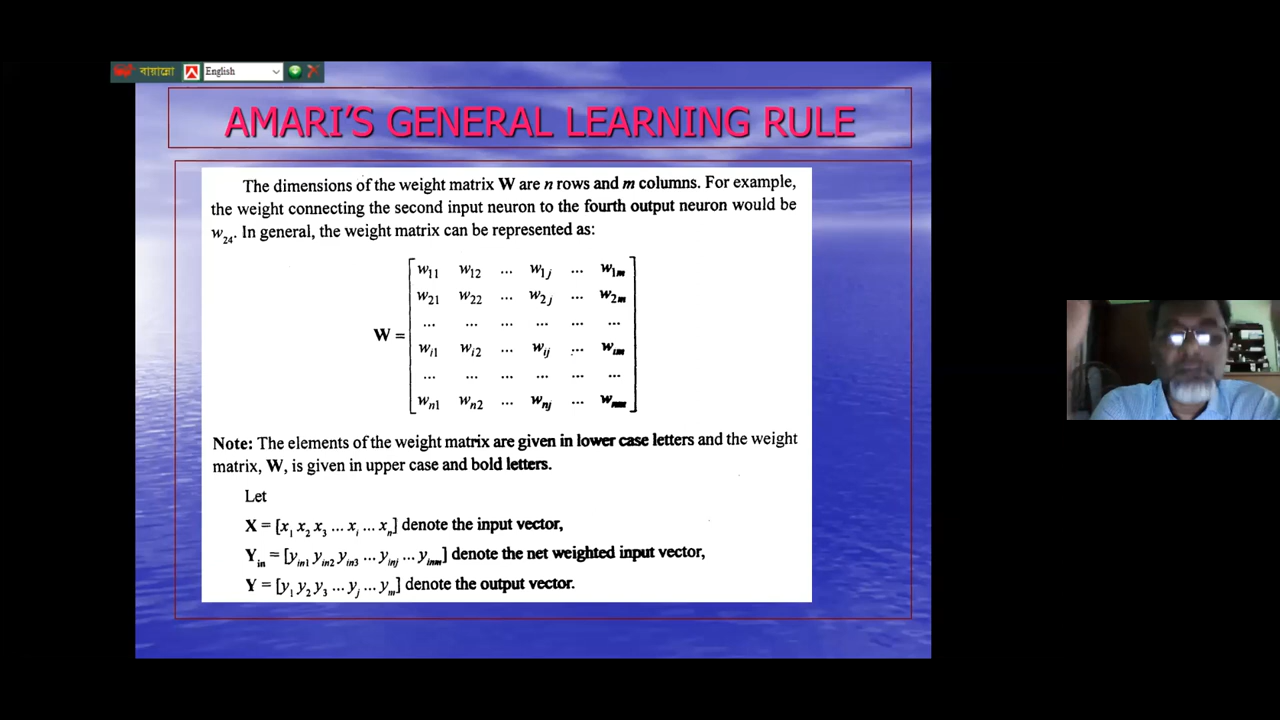 বায়ান্নো English
AMARI'S GENERAL LEARNING RULE
The dimensions of the weight matrix W are n rows and m columns. For example,
the weight connecting the second input neuron to the fourth output neuron would be
w24. In general, the weight matrix can be represented as:
w11 w12 ... w1j ... w1m
w21 w22 ... w2j ... w2m
... ... ... ... ... ...
W = wi1 wi2 ... wij ... wim
... ... ... ... ... ...
wn1 wn2 ... wnj ... wnm
Note: The elements of the weight matrix are given in lower case letters and the weight
matrix, W, is given in upper case and bold letters.
Let
X = [x1 x2 x3 ... xi ... xn] denote the input vector,
Yin = [yin1 yin2 yin3 ... yinj ... yinm] denote the net weighted input vector,
Y = [y1 y2 y3 ... yj ... ym] denote the output vector.